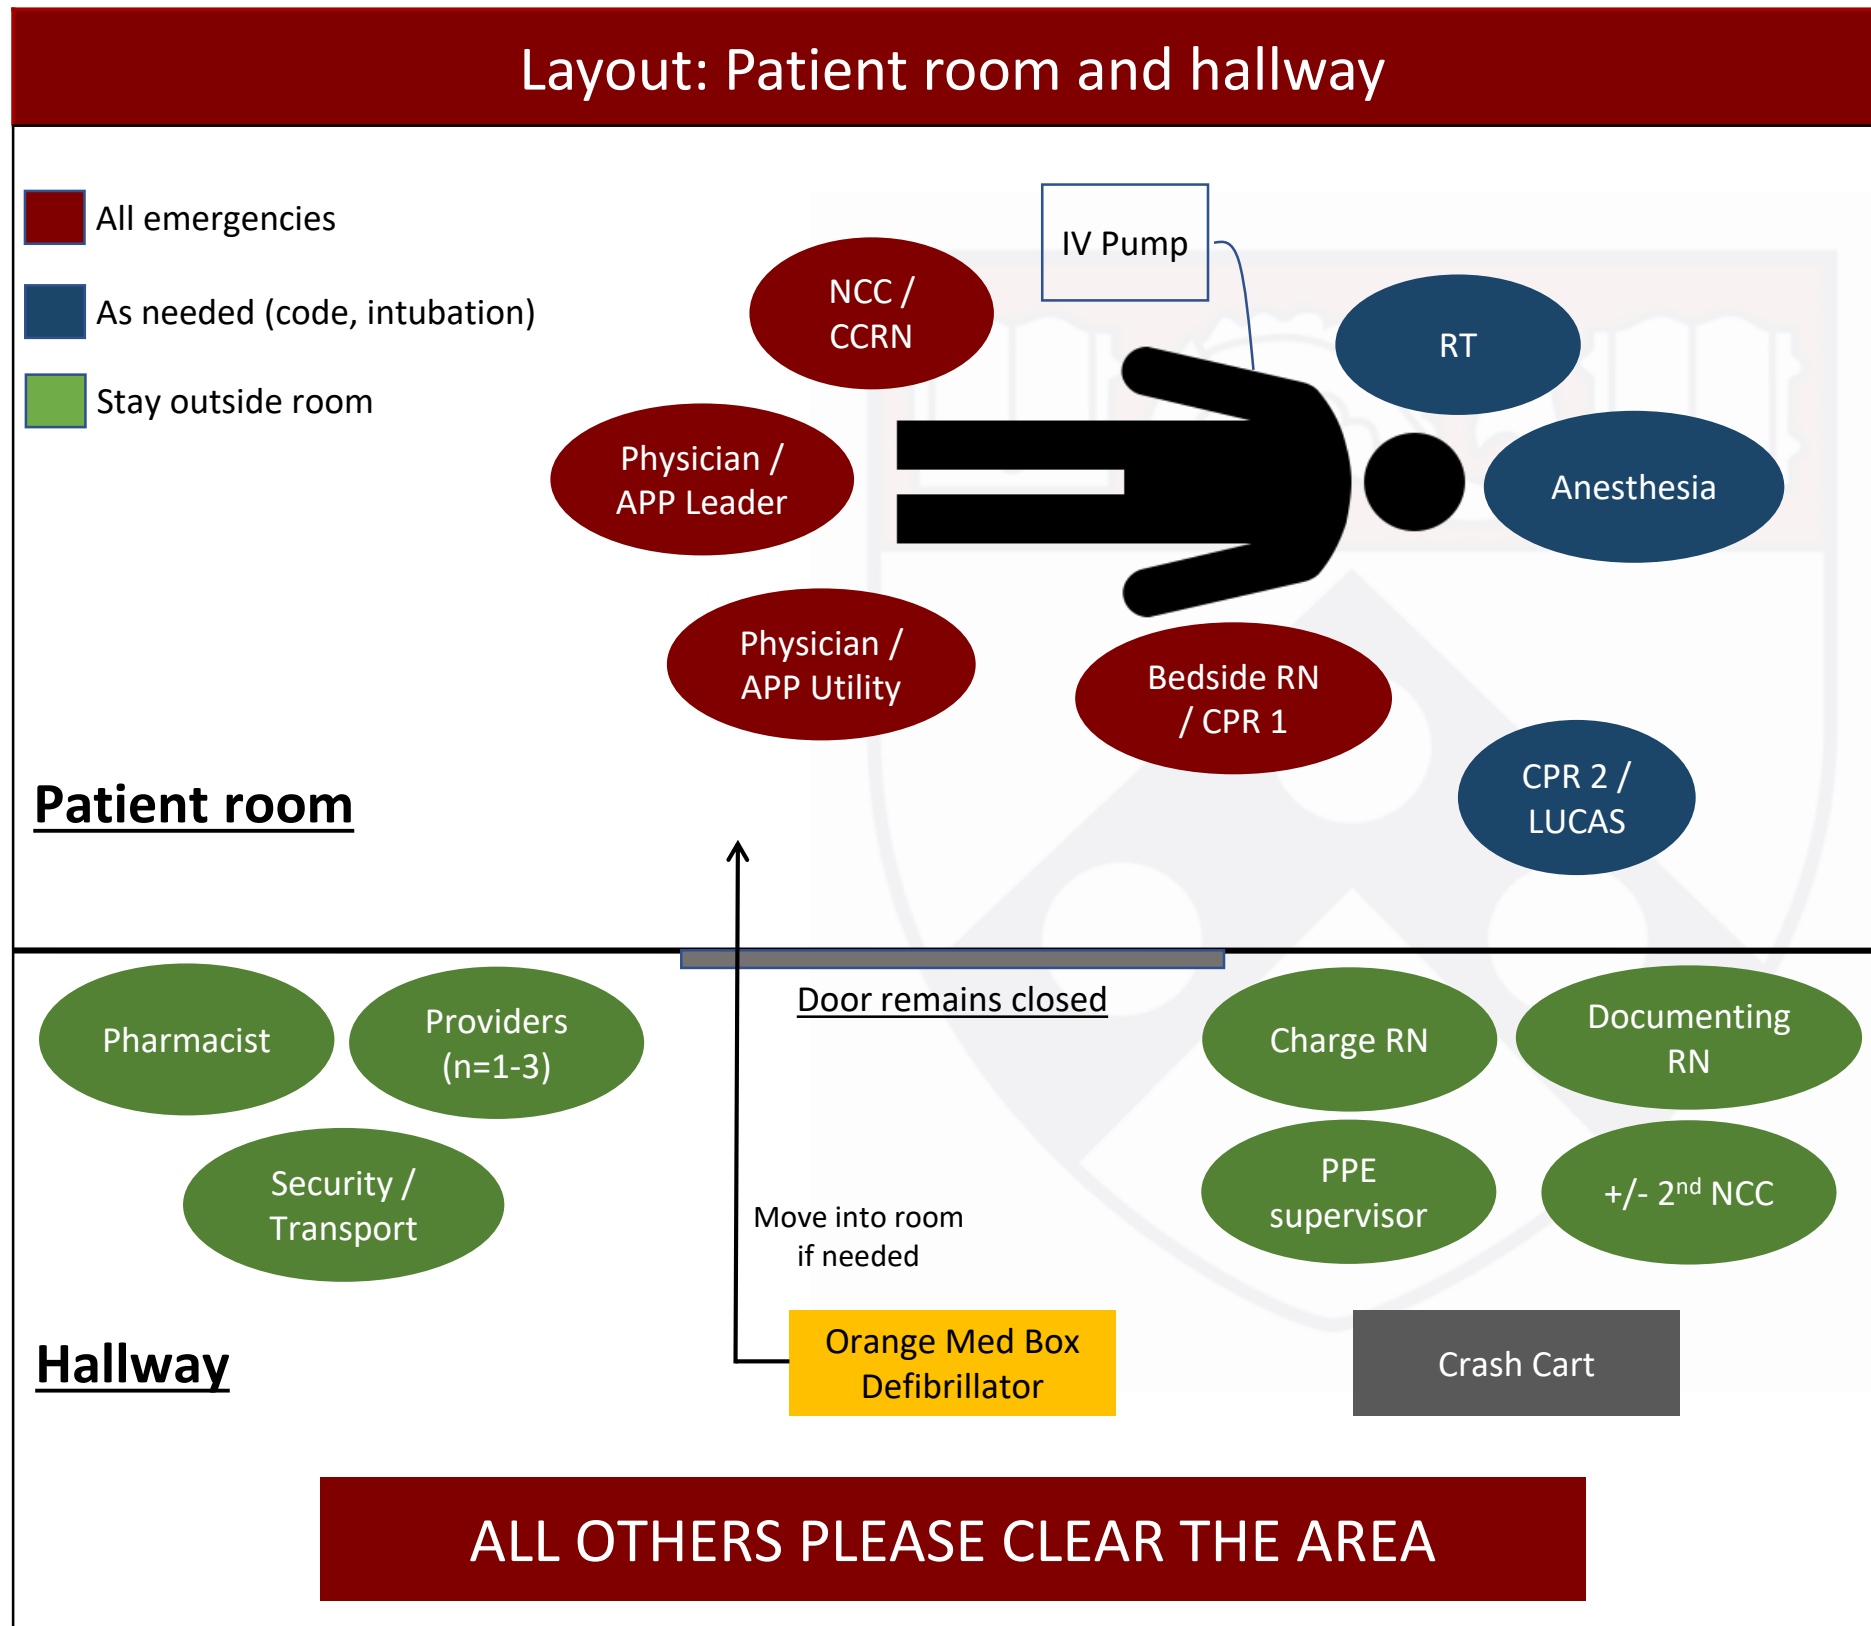 Layout: Patient room and hallway
All emergencies
As needed (code, intubation)
Stay outside room
IV Pump
NCC /
CCRN
RT
Physician /
APP Leader
Anesthesia
Physician /
APP Utility
Bedside RN
/ CPR 1
CPR 2 /
LUCAS
Patient room
Door remains closed
Pharmacist
Providers
(n=1-3)
Security /
Transport
Charge RN
Documenting
RN
PPE
supervisor
+/- 2nd NCC
Move into room
if needed
Hallway
Orange Med Box
Defibrillator
Crash Cart
ALL OTHERS PLEASE CLEAR THE AREA